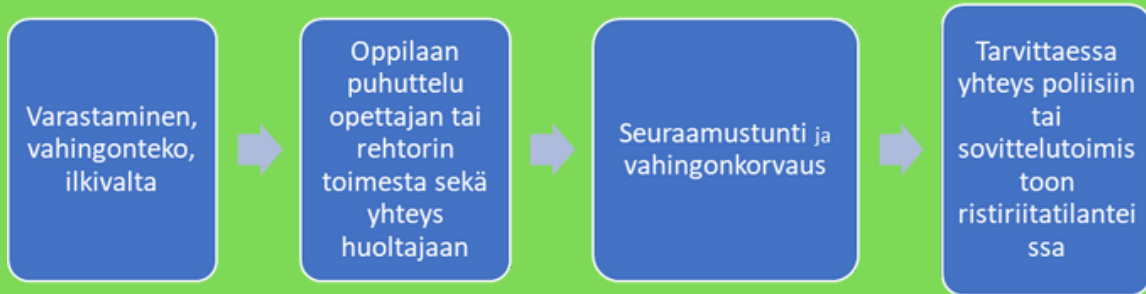 Varastaminen,
vahingonteko,
ilkivalta
Oppilaan
puhuttelu
opettajan tai
rehtorin
toimesta sekä
yhteys
huoltajaan
Seuraamustunti ja
vahingonkorvaus
Tarvittaessa
yhteys poliisiin
tai
sovittelutoimis
toon
ristiriitatilantei
ssa